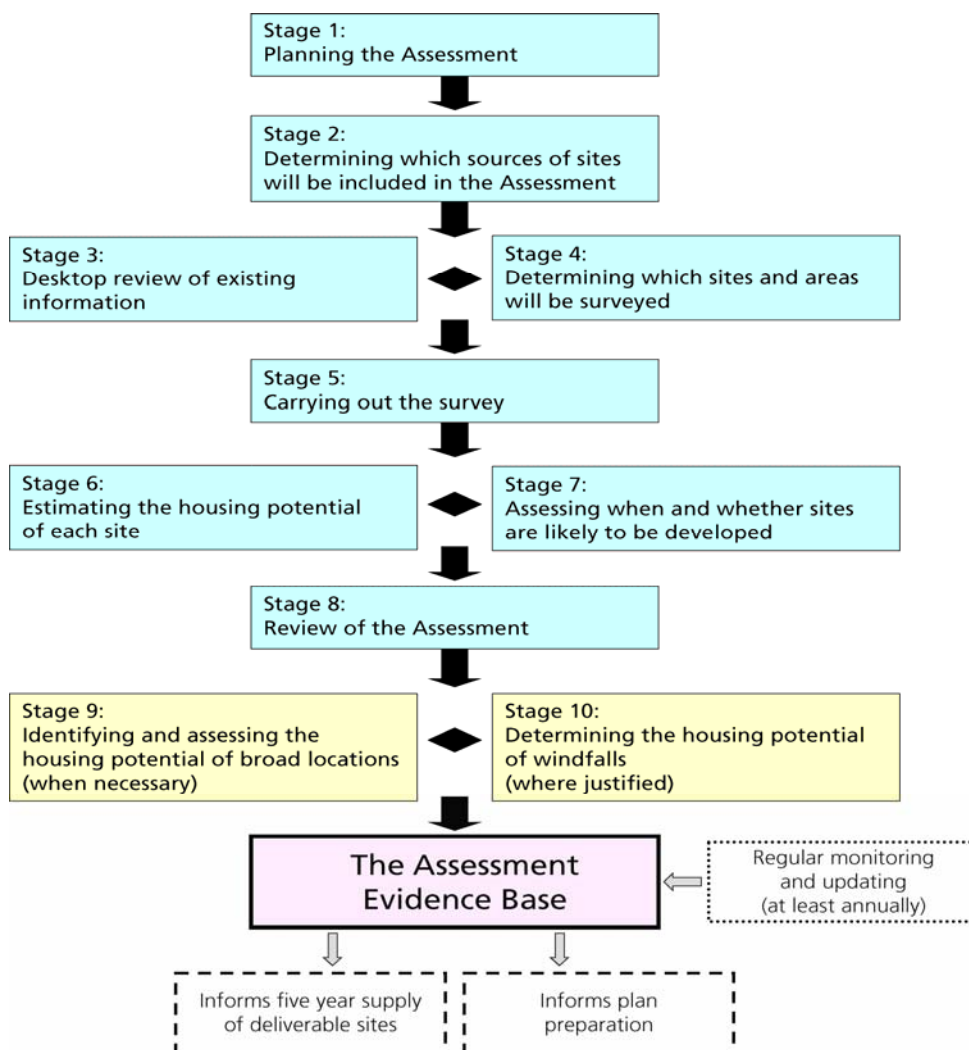 Stage 1:
Planning the Assessment
Stage 2:
Determining which sources of sites
will be included in the Assessment
Stage 3:
Desktop review of existing
information
Stage 4:
Determining which sites and areas
will be surveyed
Stage 5:
Carrying out the survey
Stage 6:
Estimating the housing potential
of each site
Stage 7:
Assessing when and whether sites
are likely to be developed
Stage 8:
Review of the Assessment
Stage 9:
Identifying and assessing the
housing potential of broad locations
(when necessary)
Stage 10:
Determining the housing potential
of windfalls
(where justified)
The Assessment
Evidence Base
Regular monitoring
and updating
(at least annually)
Informs five year supply
of deliverable sites
Informs plan
preparation